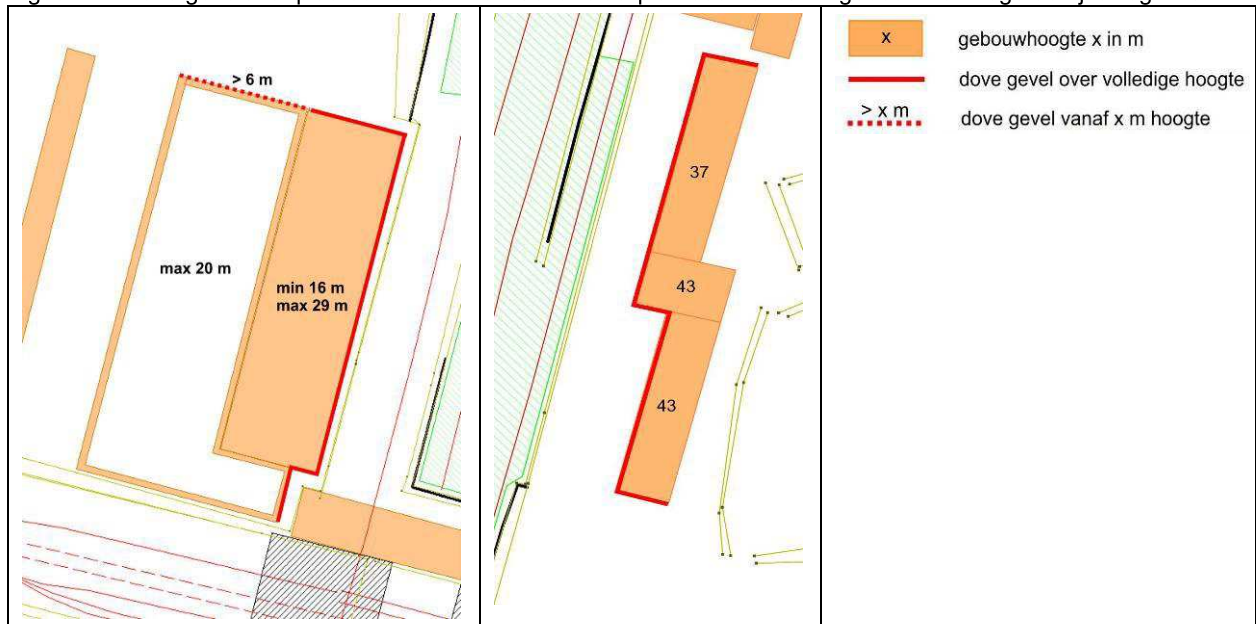 > 6 m
max 20 m
min 16 m
max 29 m
37
43
43
x gebouwhoogte x in m
dove gevel over volledige hoogte
> x m dove gevel vanaf x m hoogte